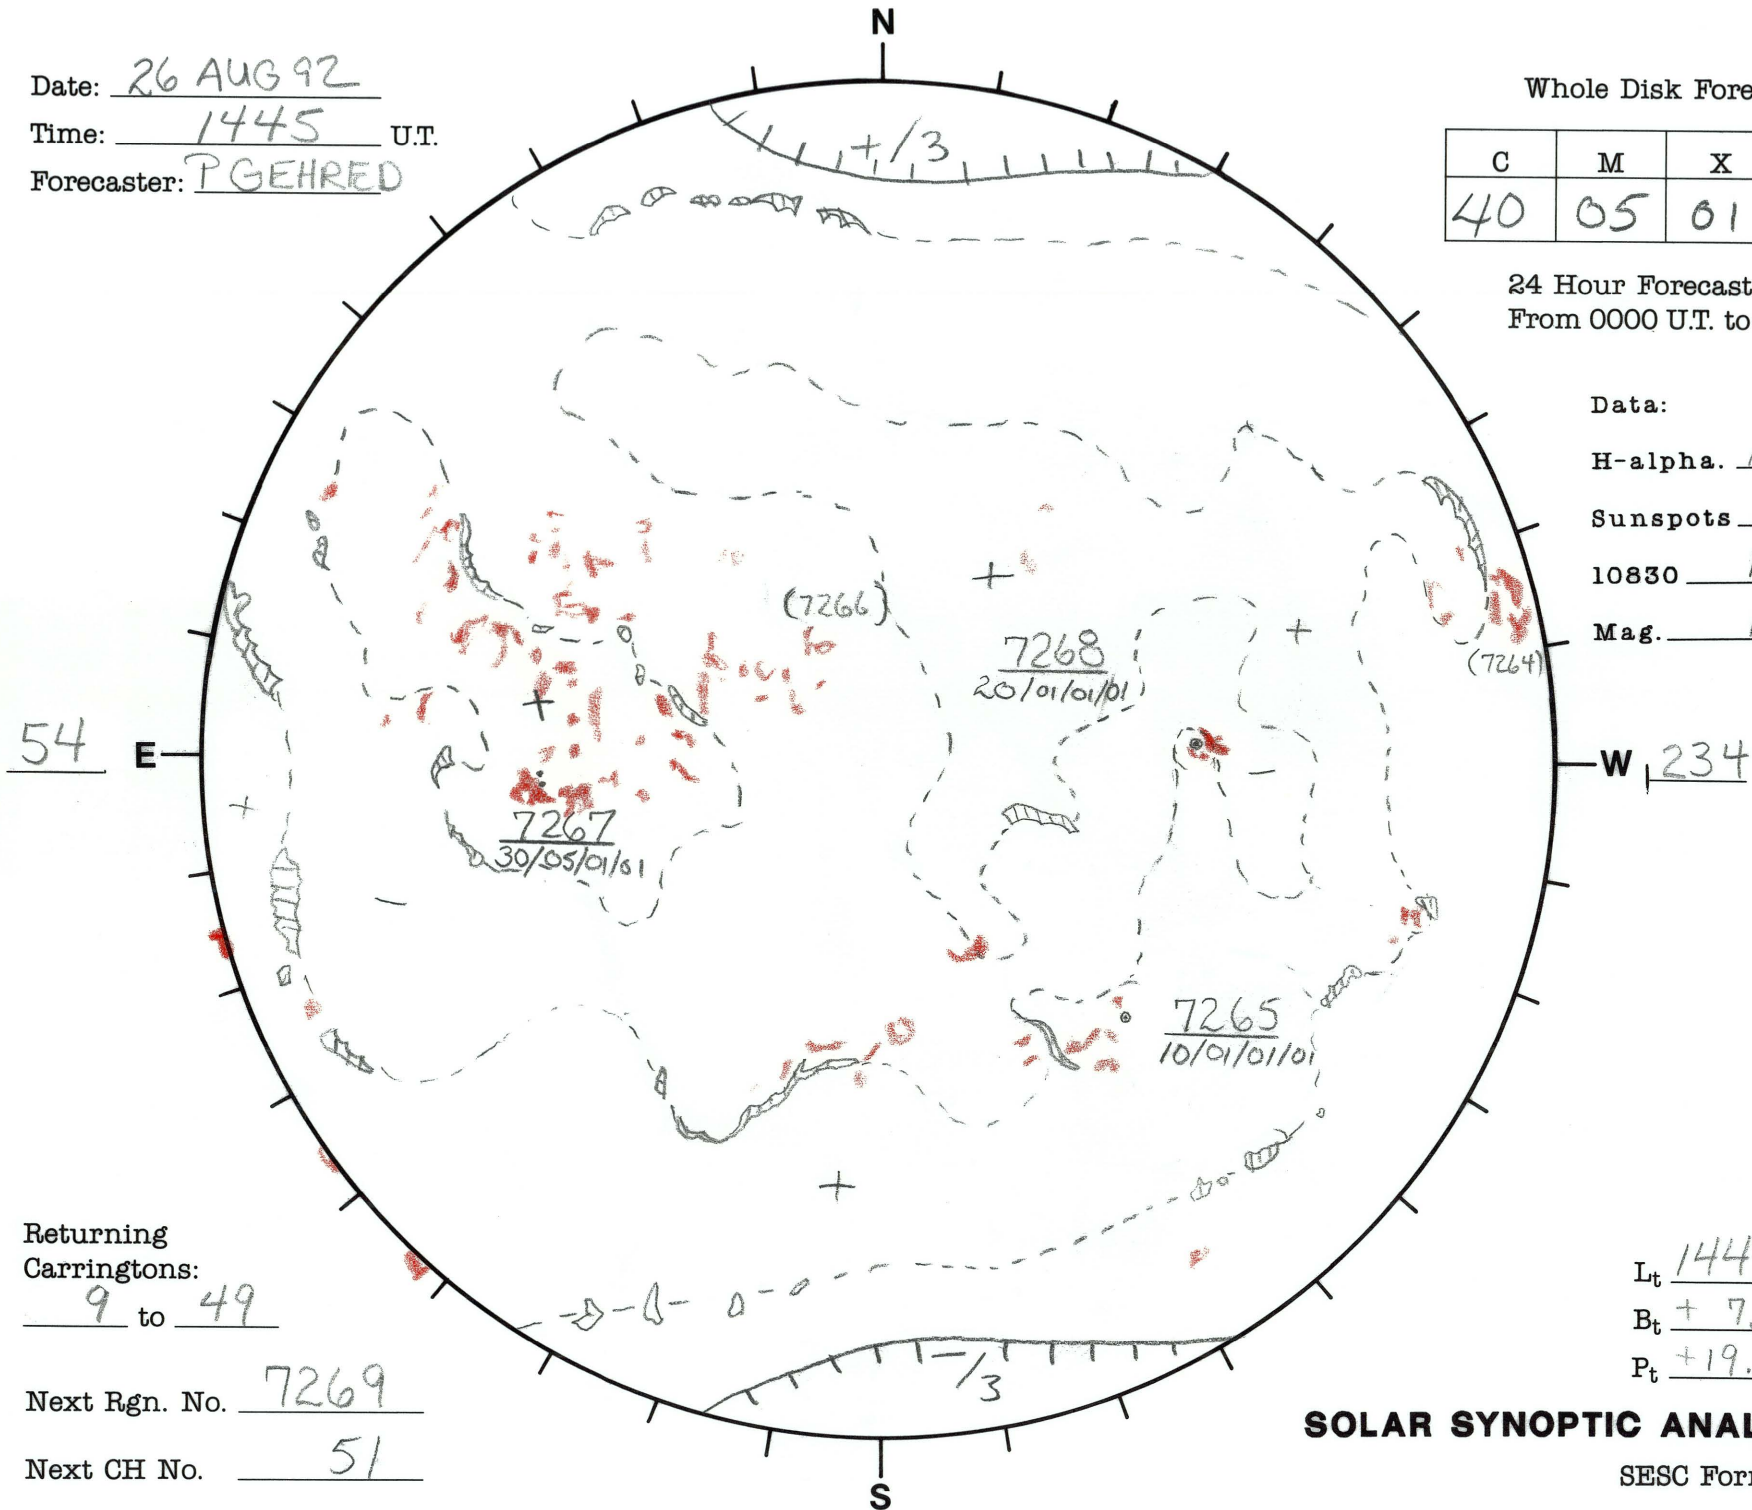 N
Date: 26 AUG 92
Time: 1445 U.T.
Forecaster: P GEHRED
Whole Disk Fore
C M X
40 05 01
24 Hour Forecast
From 0000 U.T. to
Data:
H-alpha.
Sunspots
10830
Mag.
+/3
(7266)
+
7268
20/01/01/01
+
(7264)
+
54 E
W 234
+
7267
30/05/01/01
–
–
7265
10/01/01/01
+
Returning
Carringtons:
9 to 49
Next Rgn. No. 7269
Next CH No. 51
–/3
Lt 144
Bt + 7.
Pt +19.
SOLAR SYNOPTIC ANAL
SESC For
S